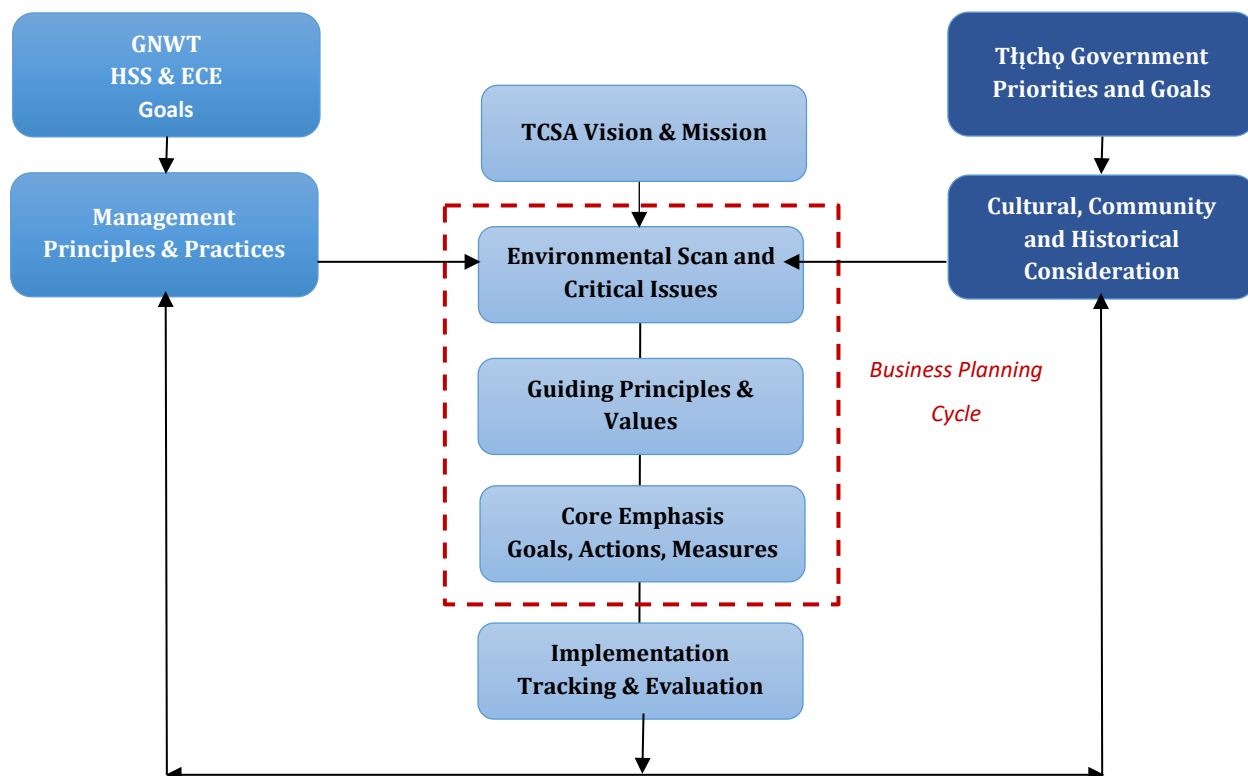 GNWT
HSS & ECE
Goals
Tłı̨chǫ Government
Priorities and Goals
TCSA Vision & Mission
Management
Principles & Practices
Cultural, Community
and Historical
Consideration
Environmental Scan and
Critical Issues
Guiding Principles &
Values
Business Planning
Cycle
Core Emphasis
Goals, Actions, Measures
Implementation
Tracking & Evaluation